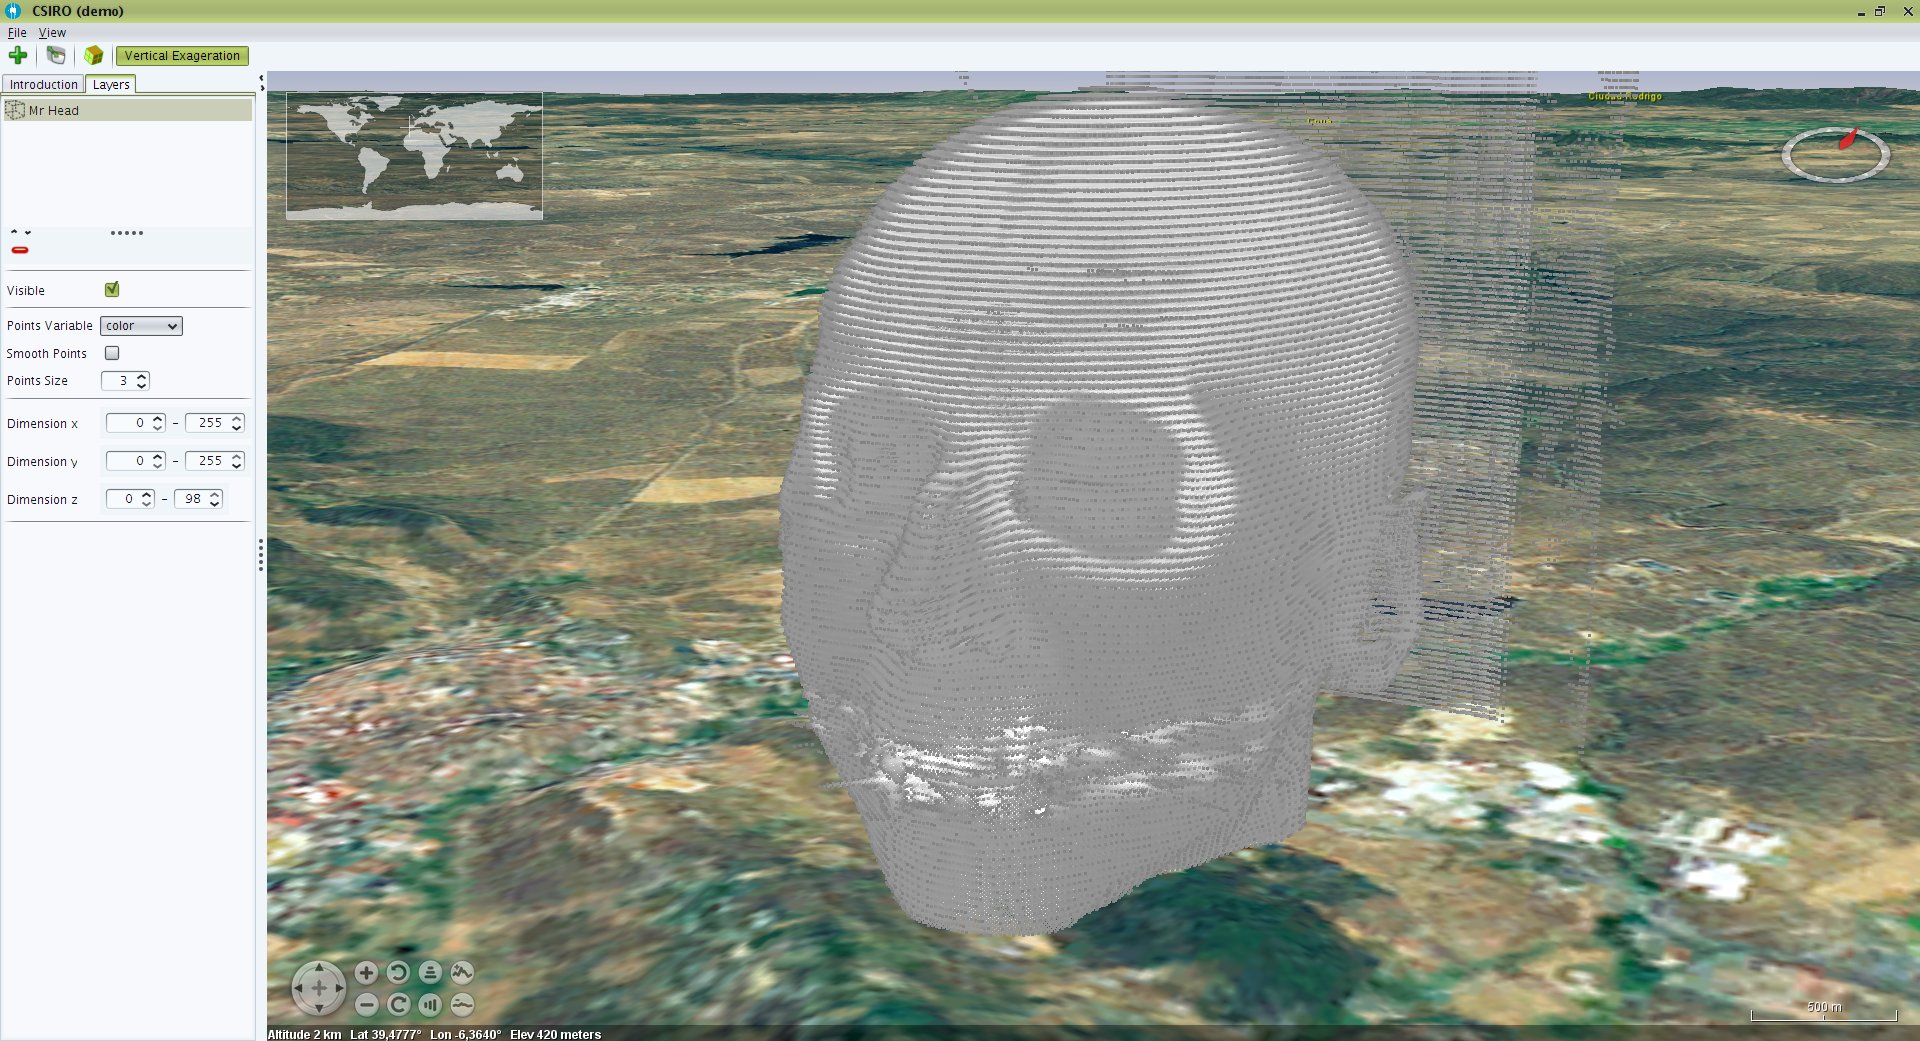 CSIRO (demo)
File View
Vertical Exageration
Introduction Layers
Mr Head
Visible
Points Variable color
Smooth Points
Points Size 3
Dimension x 0 - 255
Dimension y 0 - 255
Dimension z 0 - 98
Ciudad Rodrigo
Coria
500 m
Altitude 2 km Lat 39,4777° Lon -6,3640° Elev 420 meters